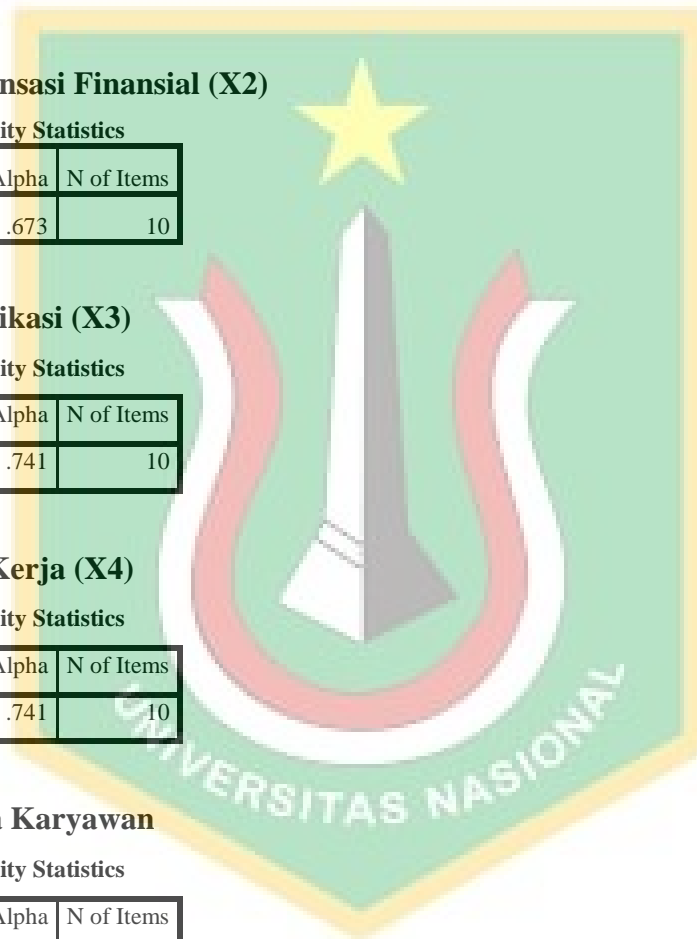 nsasi Finansial (X2)
ity Statistics
Alpha N of Items
.673 10
ikasi (X3)
ity Statistics
Alpha N of Items
.741 10
Kerja (X4)
ity Statistics
Alpha N of Items
.741 10
UNIVERSITAS NASIONAL
a Karyawan
ity Statistics
Alpha N of Items